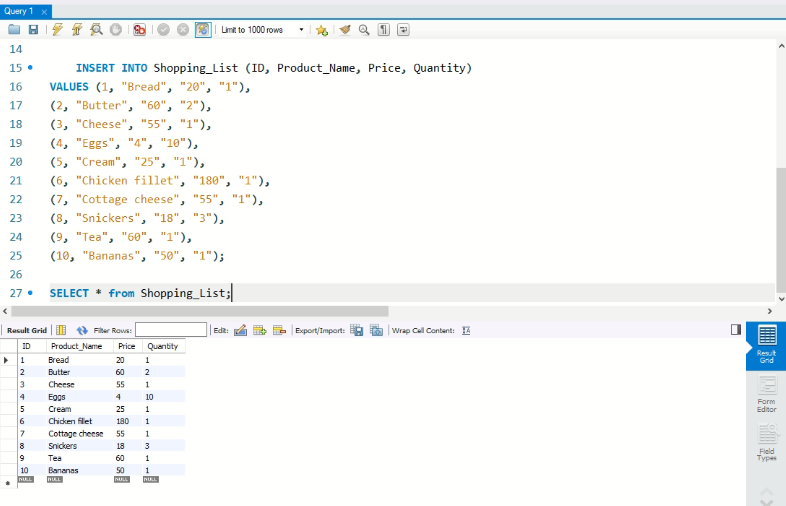 Query 1
Limit to 1000 rows
14
15 INSERT INTO Shopping_List (ID, Product_Name, Price, Quantity)
16 VALUES (1, "Bread", "20", "1"),
17 (2, "Butter", "60", "2"),
18 (3, "Cheese", "55", "1"),
19 (4, "Eggs", "4", "10"),
20 (5, "Cream", "25", "1"),
21 (6, "Chicken fillet", "180", "1"),
22 (7, "Cottage cheese", "55", "1"),
23 (8, "Snickers", "18", "3"),
24 (9, "Tea", "60", "1"),
25 (10, "Bananas", "50", "1");
26
27 SELECT * from Shopping_List;
Result Grid Filter Rows: Edit: Export/Import: Wrap Cell Content:
ID Product_Name Price Quantity
1 Bread 20 1
2 Butter 60 2
3 Cheese 55 1
4 Eggs 4 10
5 Cream 25 1
6 Chicken fillet 180 1
7 Cottage cheese 55 1
8 Snickers 18 3
9 Tea 60 1
10 Bananas 50 1
NULL NULL NULL NULL
Result
Grid
Form
Editor
Field
Types